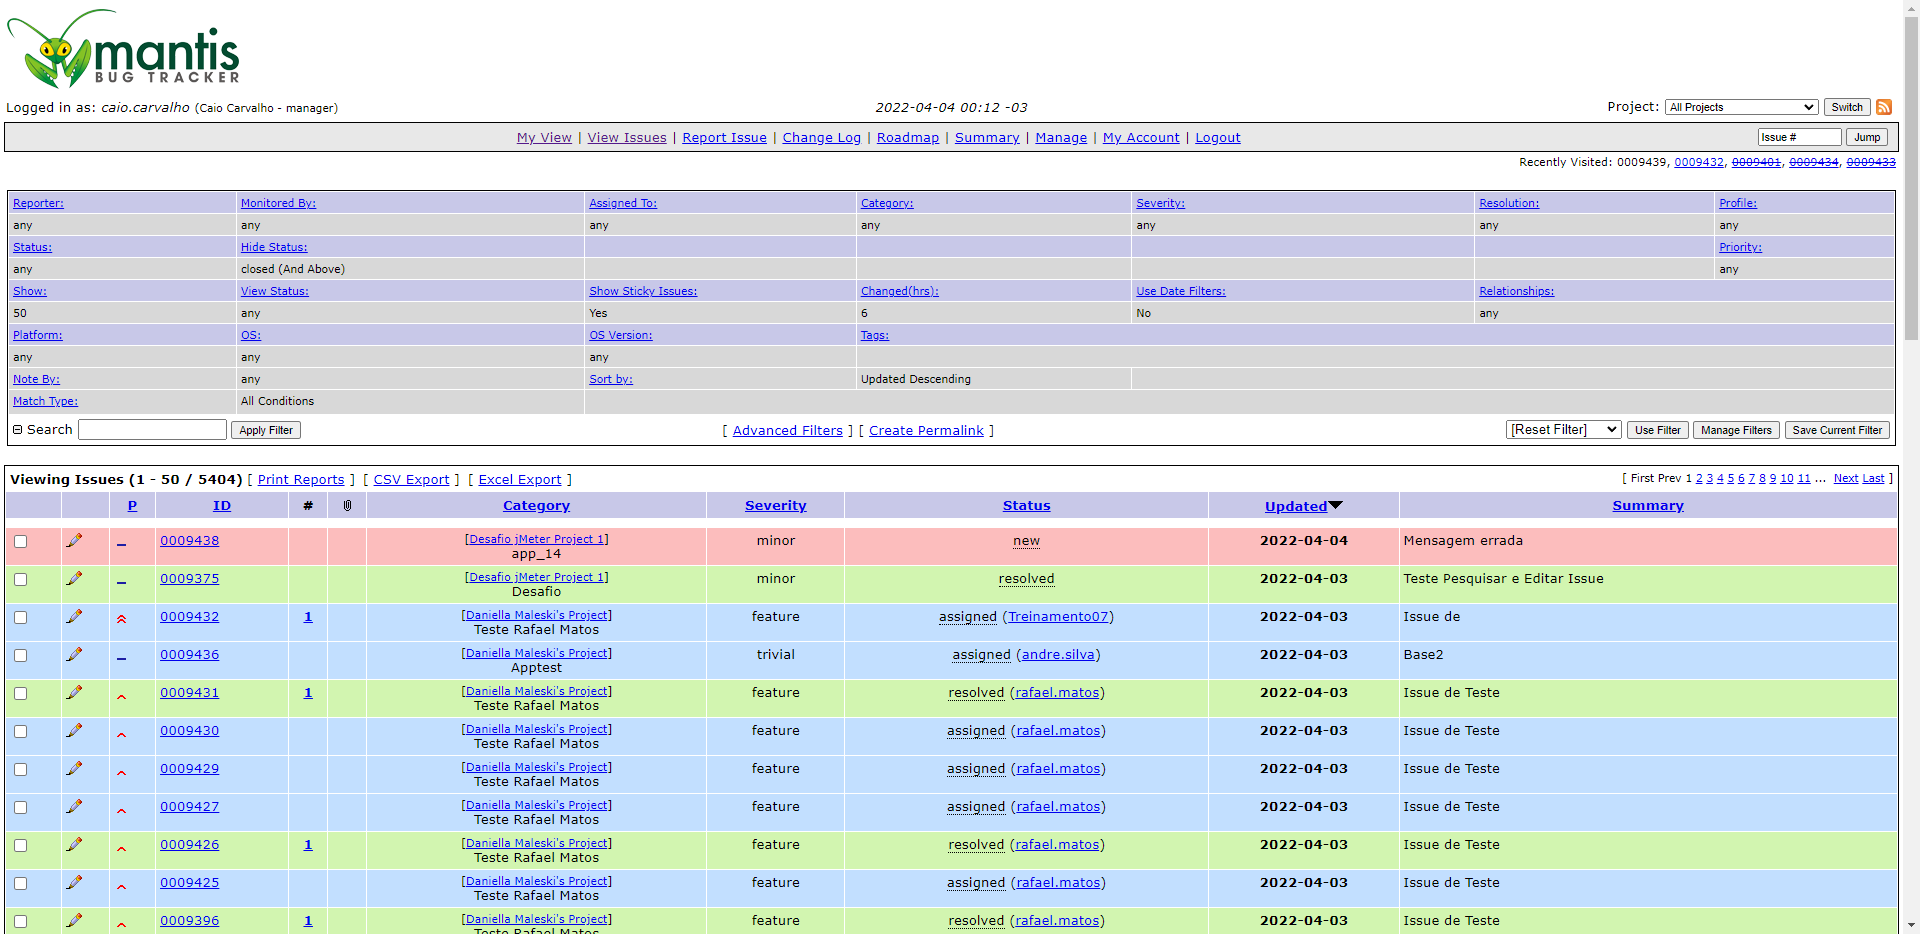 mantis
BUG TRACKER
Logged in as: caio.carvalho (Caio Carvalho - manager)
2022-04-04 00:12 -03
Project: All Projects Switch
My View | View Issues | Report Issue | Change Log | Roadmap | Summary | Manage | My Account | Logout
Issue # Jump
Recently Visited: 0009439, 0009432, 0009401, 0009434, 0009433
Reporter: Monitored By: Assigned To: Category: Severity: Resolution: Profile:
any any any any any any any
Status: Hide Status: Priority:
any closed (And Above) any
Show: View Status: Show Sticky Issues: Changed(hrs): Use Date Filters: Relationships:
50 any Yes 6 No any
Platform: OS: OS Version: Tags:
any any any
Note By: any Sort by: Updated Descending
Match Type: All Conditions
Search Apply Filter [ Advanced Filters ] [ Create Permalink ] [Reset Filter] Use Filter Manage Filters Save Current Filter
Viewing Issues (1 - 50 / 5404) [ Print Reports ] [ CSV Export ] [ Excel Export ] [ First Prev 1 2 3 4 5 6 7 8 9 10 11 ... Next Last ]
P ID # Category Severity Status Updated Summary
0009438 [Desafio jMeter Project 1] minor new 2022-04-04 Mensagem errada
app_14
0009375 [Desafio jMeter Project 1] minor resolved 2022-04-03 Teste Pesquisar e Editar Issue
Desafio
0009432 1 [Daniella Maleski's Project] feature assigned (Treinamento07) 2022-04-03 Issue de
Teste Rafael Matos
0009436 [Daniella Maleski's Project] trivial assigned (andre.silva) 2022-04-03 Base2
Apptest
0009431 1 [Daniella Maleski's Project] feature resolved (rafael.matos) 2022-04-03 Issue de Teste
Teste Rafael Matos
0009430 [Daniella Maleski's Project] feature assigned (rafael.matos) 2022-04-03 Issue de Teste
Teste Rafael Matos
0009429 [Daniella Maleski's Project] feature assigned (rafael.matos) 2022-04-03 Issue de Teste
Teste Rafael Matos
0009427 [Daniella Maleski's Project] feature assigned (rafael.matos) 2022-04-03 Issue de Teste
Teste Rafael Matos
0009426 1 [Daniella Maleski's Project] feature resolved (rafael.matos) 2022-04-03 Issue de Teste
Teste Rafael Matos
0009425 [Daniella Maleski's Project] feature assigned (rafael.matos) 2022-04-03 Issue de Teste
Teste Rafael Matos
0009396 1 [Daniella Maleski's Project] feature resolved (rafael.matos) 2022-04-03 Issue de Teste
Teste Rafael Matos